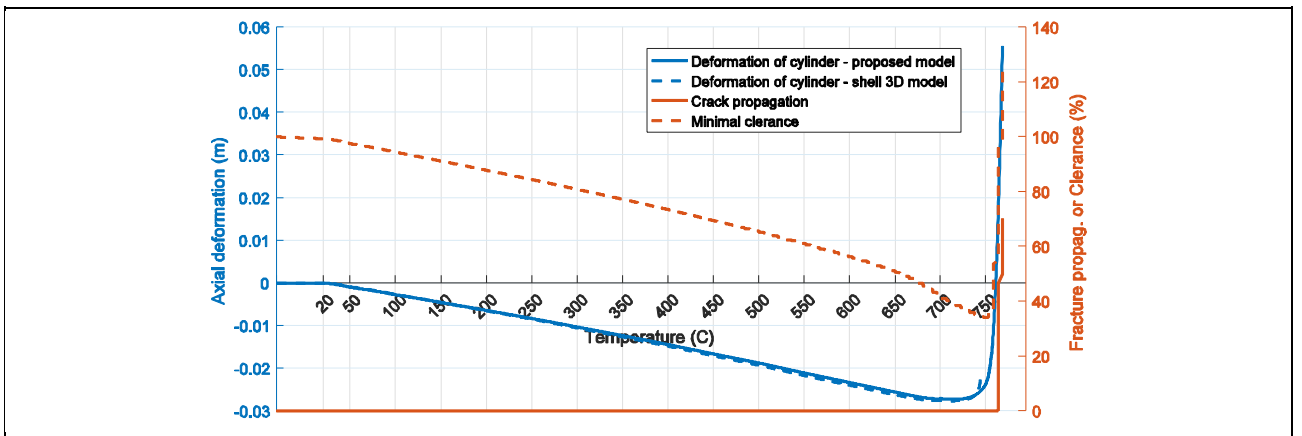 0.06
0.05
0.04
0.03
0.02
0.01
0
-0.01
-0.02
-0.03
Axial deformation (m)
Deformation of cylinder - proposed model
Deformation of cylinder - shell 3D model
Crack propagation
Minimal clerance
20 50 100 150 200 250 300 350 400 450 500 550 600 650 700 750
Temperature (C)
140
120
100
80
60
40
20
0
Fracture propag. or Clerance (%)